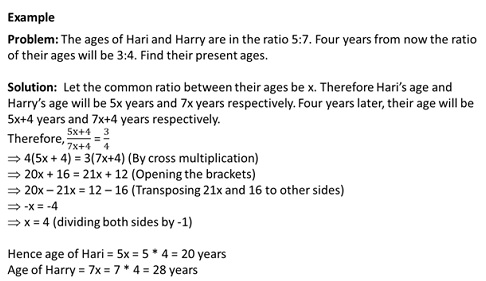 Example
Problem: The ages of Hari and Harry are in the ratio 5:7. Four years from now the ratio
of their ages will be 3:4. Find their present ages.
Solution: Let the common ratio between their ages be x. Therefore Hari's age and
Harry's age will be 5x years and 7x years respectively. Four years later, their age will be
5x+4 years and 7x+4 years respectively.
Therefore, \frac{5x+4}{7x+4} = \frac{3}{4}
⇒ 4(5x + 4) = 3(7x+4) (By cross multiplication)
⇒ 20x + 16 = 21x + 12 (Opening the brackets)
⇒ 20x – 21x = 12 – 16 (Transposing 21x and 16 to other sides)
⇒ -x = -4
⇒ x = 4 (dividing both sides by -1)
Hence age of Hari = 5x = 5 * 4 = 20 years
Age of Harry = 7x = 7 * 4 = 28 years